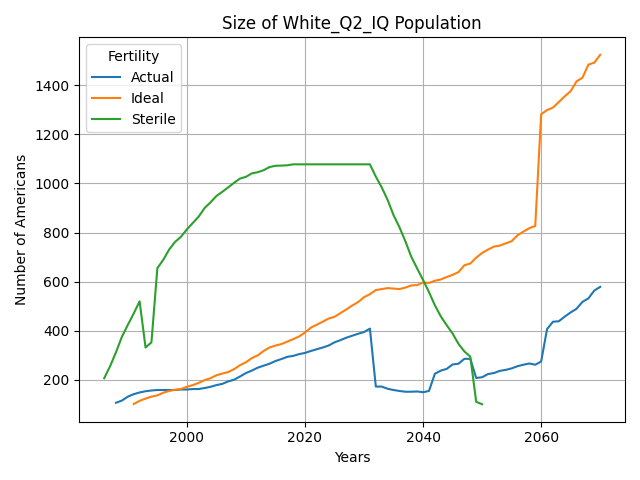 Size of White_Q2_IQ Population
Number of Americans
1400
1200
1000
800
600
400
200
Fertility
Actual
Ideal
Sterile
2000
2020
2040
2060
Years